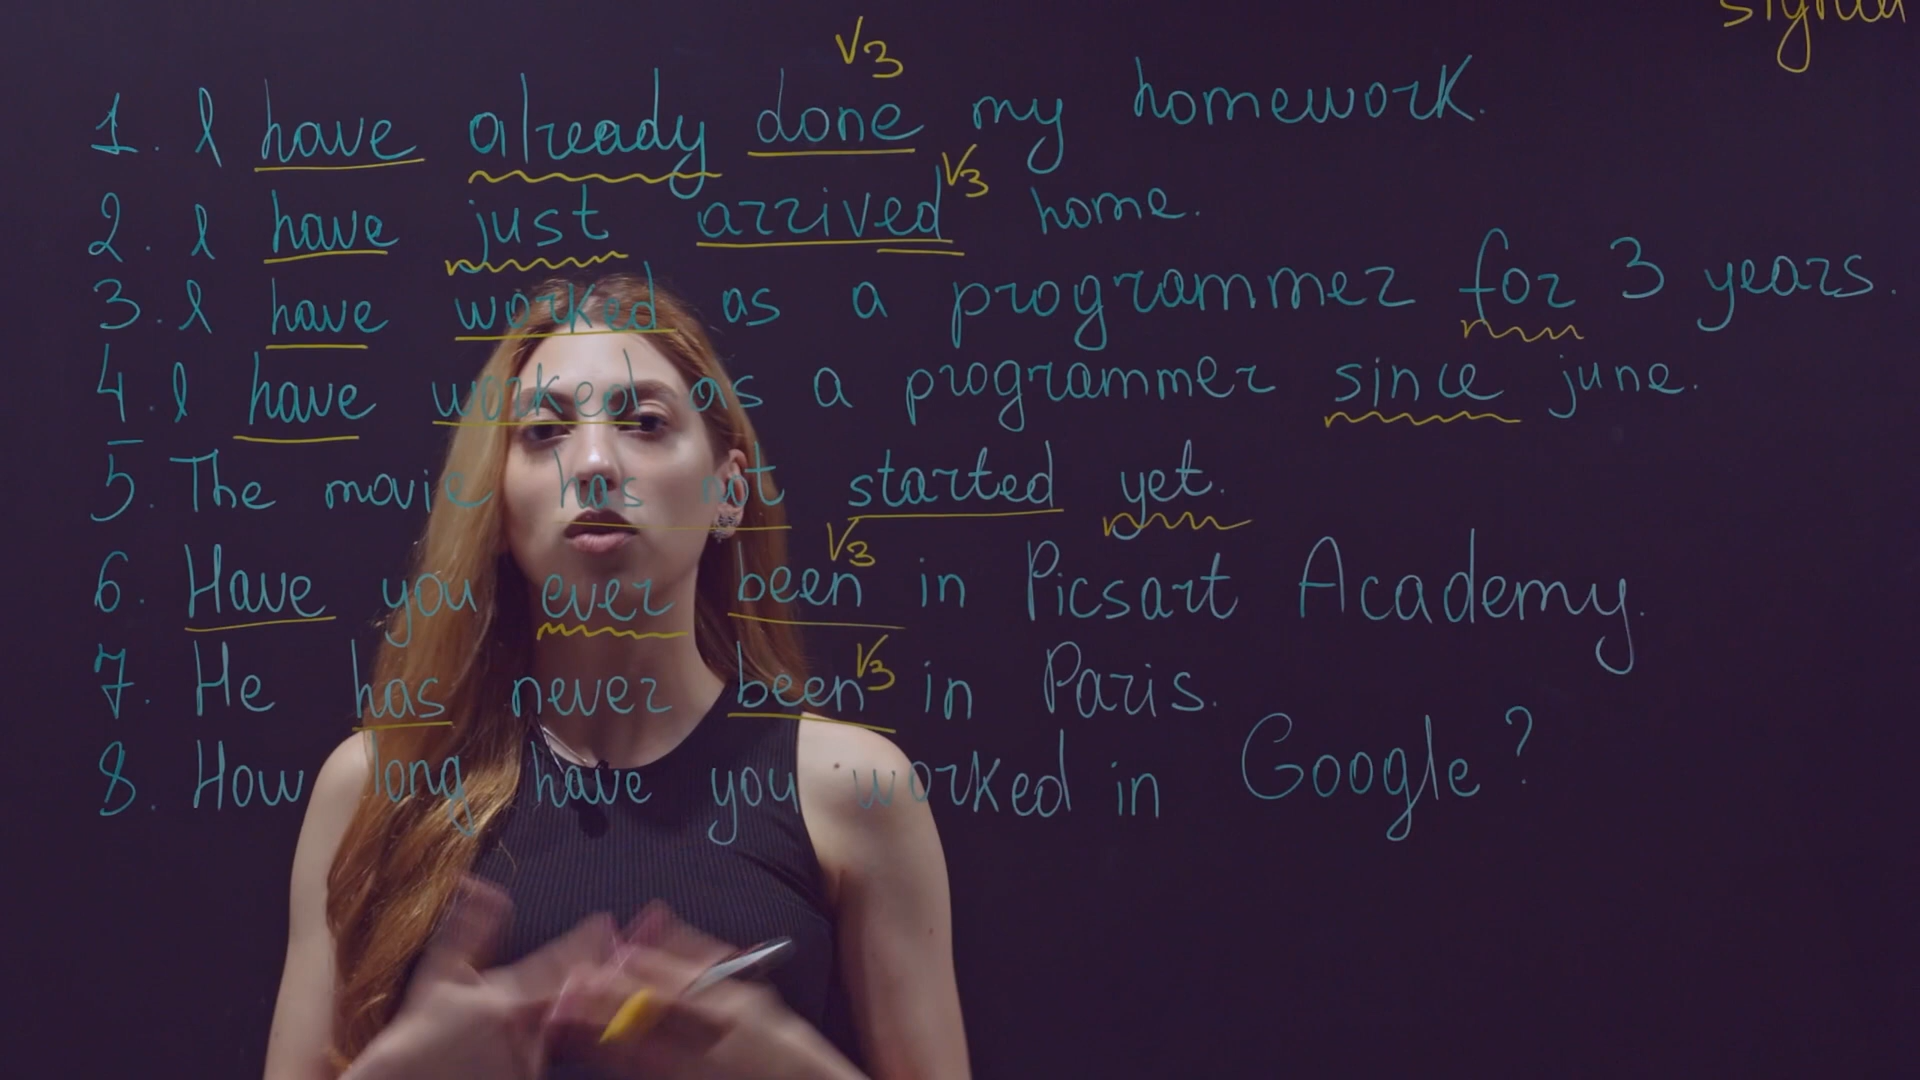 signal
V3
1. I have already done my homework.
V3
2. I have just arrived home.
3. I have worked as a programmer for 3 years.
4. I have worked as a programmer since june.
5. The movie has not started yet.
V3
6. Have you ever been in Picsart Academy.
V3
7. He has never been in Paris.
8. How long have you worked in Google?